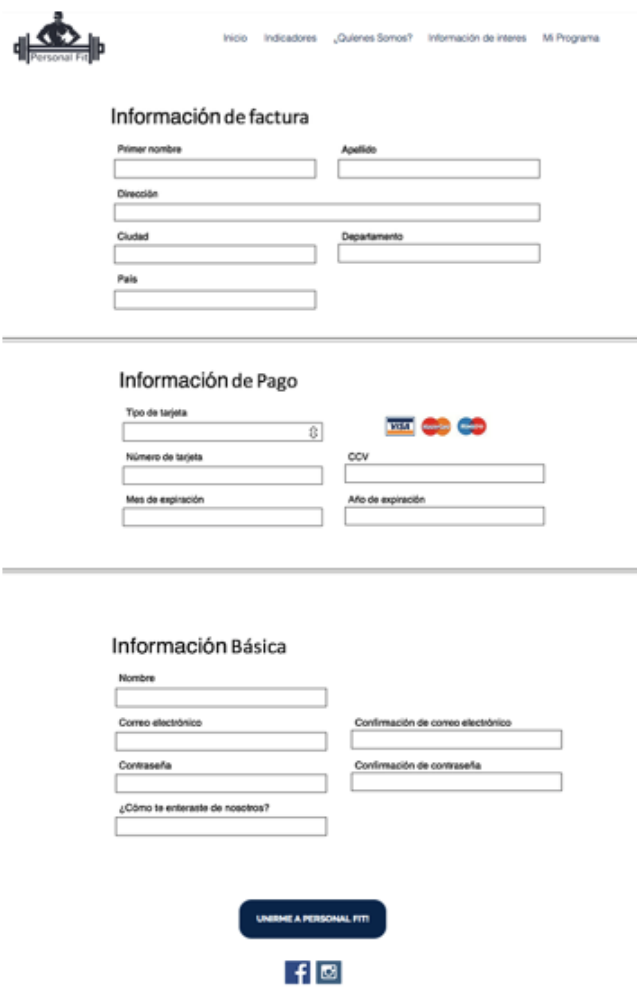 Personal Fit
Inicio Indicadores ¿Quienes Somos? Información de interes Mi Programa
Información de factura
Primer nombre Apellido
Dirección
Ciudad Departamento
País
Información de Pago
Tipo de tarjeta
VISA MasterCard Maestro
Número de tarjeta CCV
Mes de expiración Año de expiración
Información Básica
Nombre
Correo electrónico Confirmación de correo electrónico
Contraseña Confirmación de contraseña
¿Cómo te enteraste de nosotros?
UNIRME A PERSONAL FIT!
f